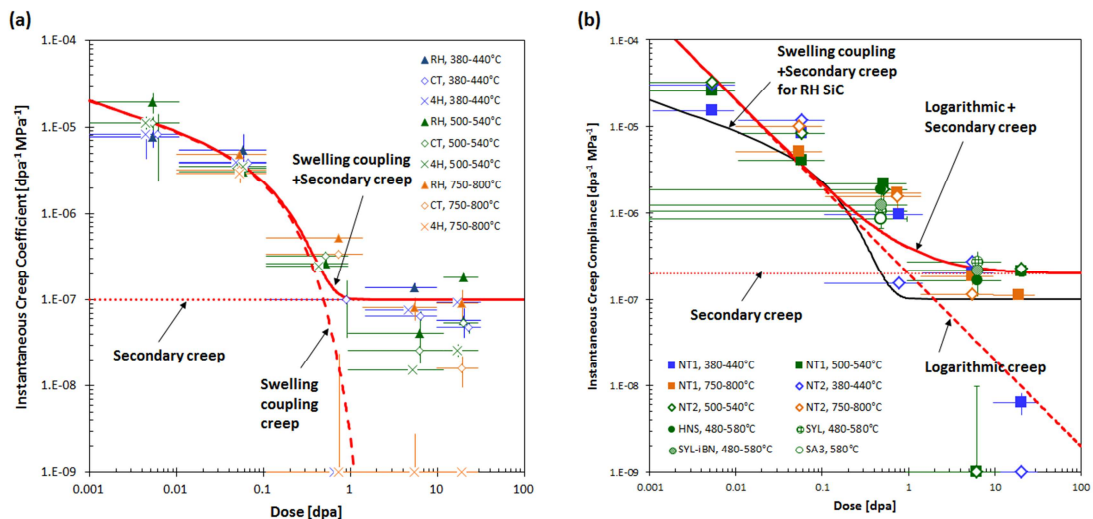 (a)
Instantaneous Creep Coefficient [dpa⁻¹ MPa⁻¹]
1.E-04
1.E-05
1.E-06
1.E-07
1.E-08
1.E-09
RH, 380-440°C
CT, 380-440°C
4H, 380-440°C
RH, 500-540°C
CT, 500-540°C
4H, 500-540°C
RH, 750-800°C
CT, 750-800°C
4H, 750-800°C
Swelling coupling
+Secondary creep
Secondary creep
Swelling
coupling
creep
0.001
0.01
0.1
1
10
100
Dose [dpa]
(b)
Instantaneous Creep Compliance [dpa⁻¹ MPa⁻¹]
1.E-04
1.E-05
1.E-06
1.E-07
1.E-08
1.E-09
Swelling coupling
+Secondary creep
for RH SiC
Logarithmic +
Secondary creep
Secondary creep
Logarithmic creep
NT1, 380-440°C
NT1, 500-540°C
NT1, 750-800°C
NT2, 380-440°C
NT2, 500-540°C
NT2, 750-800°C
HNS, 480-580°C
SYL, 480-580°C
SYL-iBN, 480-580°C
SA3, 580°C
0.001
0.01
0.1
1
10
100
Dose [dpa]